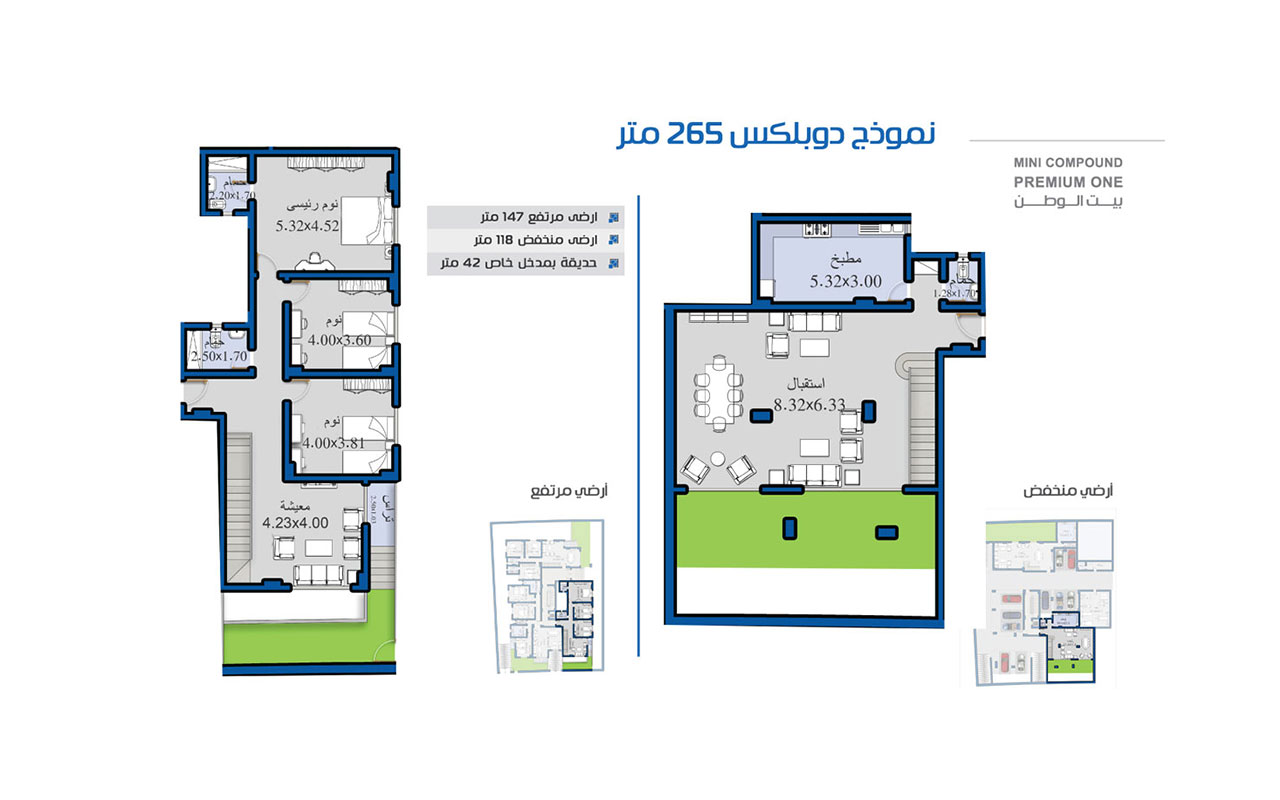 نموذج دوبلكس 265 متر
MINI COMPOUND
PREMIUM ONE
بيت الوطن
ارضى مرتفع 147 متر
ارضى منخفض 118 متر
حديقة بمدخل خاص 42 متر
حمام
2.20x1.70
نوم رئيسى
5.32x4.52
نوم
4.00x3.60
حمام
2.50x1.70
نوم
4.00x3.81
معيشة
4.23x4.00
تراس
مطبخ
5.32x3.00
حمام
1.28x1.70
استقبال
8.32x6.33
أرضي مرتفع
أرضي منخفض